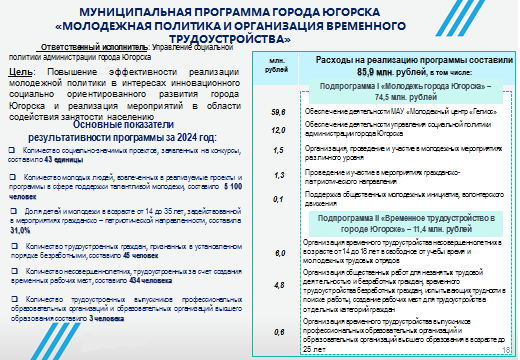 МУНИЦИПАЛЬНАЯ ПРОГРАММА ГОРОДА ЮГОРСКА
«МОЛОДЕЖНАЯ ПОЛИТИКА И ОРГАНИЗАЦИЯ ВРЕМЕННОГО
ТРУДОУСТРОЙСТВА»
Ответственный исполнитель: Управление социальной
политики администрации города Югорска
Цель: Повышение эффективности реализации
молодежной политики в интересах инновационного
социально ориентированного развития города
Югорска и реализация мероприятий в области
содействия занятости населению
Основные показатели
результативности программы за 2024 год:
Количество социально-значимых проектов, заявленных на конкурсы,
составило 43 единицы
Количество молодых людей, вовлеченных в реализуемые проекты и
программы в сфере поддержки талантливой молодежи, составило 5 100
человек
Доля детей и молодежи в возрасте от 14 до 35 лет, задействованной
в мероприятиях гражданско – патриотической направленности, составила
31,0%
Количество трудоустроенных граждан, признанных в установленном
порядке безработными, составило 45 человек
Количество несовершеннолетних, трудоустроенных за счет создания
временных рабочих мест, составило 434 человека
Количество трудоустроенных выпускников профессиональных
образовательных организаций и образовательных организаций высшего
образования составило 3 человека
млн.
рублей
Расходы на реализацию программы составили
85,9 млн. рублей, в том числе:
Подпрограмма I «Молодежь города Югорска» –
74,5 млн. рублей
59,6
Обеспечение деятельности МАУ «Молодежный центр «Гелиос»
12,0
Обеспечение деятельности управления социальной политики
администрации города Югорска
1,5
Организация, проведение и участие в молодежных мероприятиях
различного уровня
1,3
Проведение и участие в мероприятиях гражданско-
патриотического направления
0,1
Поддержка общественных молодежных инициатив, волонтерского
движения
Подпрограмма II «Временное трудоустройство в
городе Югорске» – 11,4 млн. рублей
6,0
Организация временного трудоустройства несовершеннолетних в
возрасте от 14 до 18 лет в свободное от учебы время и
молодежных трудовых отрядов
4,8
Организация общественных работ для незанятых трудовой
деятельностью и безработных граждан, временного
трудоустройства безработных граждан, испытывающих трудности в
поиске работы, создание рабочих мест для трудоустройства
отдельных категорий граждан
0,6
Организация временного трудоустройства выпускников
профессиональных образовательных организаций и
образовательных организаций высшего образования в возрасте до
25 лет
18